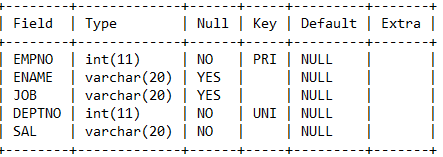 +--------+-------------+------+-----+---------+-------+
| Field  | Type        | Null | Key | Default | Extra |
+--------+-------------+------+-----+---------+-------+
| EMPNO  | int(11)     | NO   | PRI | NULL    |       |
| ENAME  | varchar(20) | YES  |     | NULL    |       |
| JOB    | varchar(20) | YES  |     | NULL    |       |
| DEPTNO | int(11)     | NO   | UNI | NULL    |       |
| SAL    | varchar(20) | NO   |     | NULL    |       |
+--------+-------------+------+-----+---------+-------+